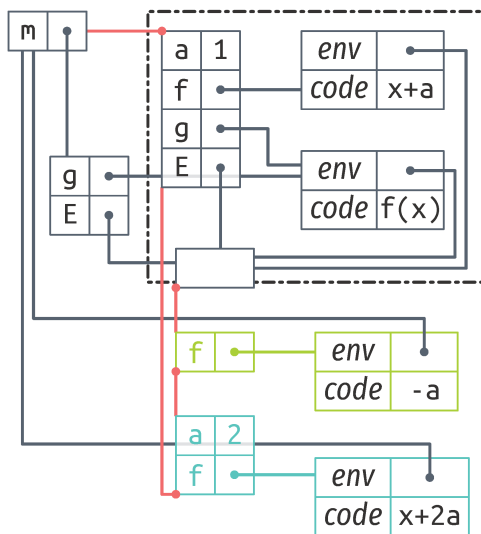 m
a 1
f
g
E
env
code x+a
g
E
env
code f(x)
f
env
code -a
a 2
f
env
code x+2a